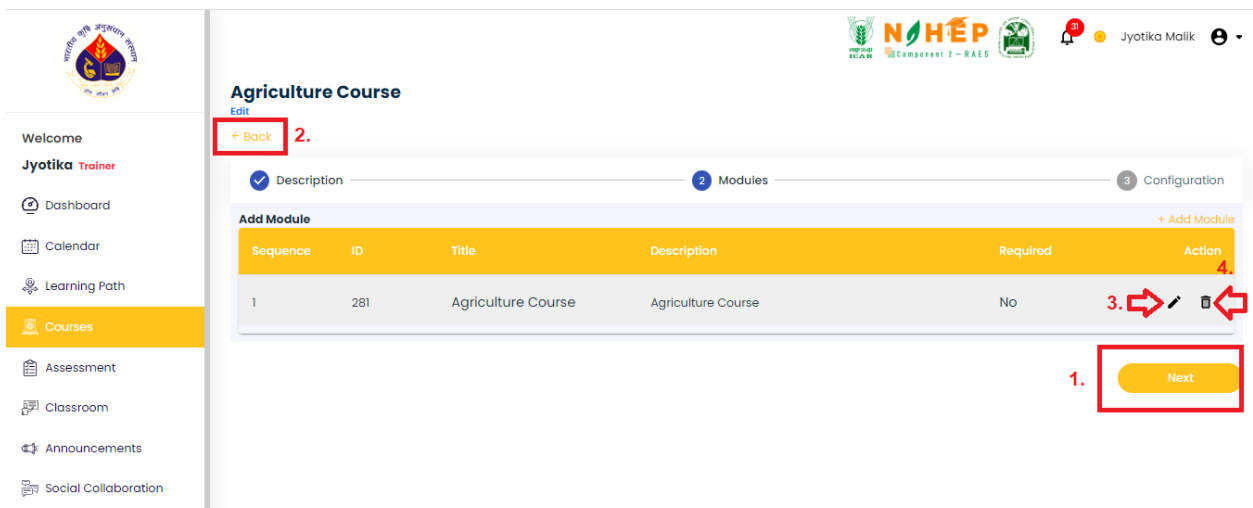 भारतीय कृषि अनुसंधान संस्थान
ICAR
NAHEP
Component 2 – RAES
31
Jyotika Malik
Agriculture Course
Edit
← Back
2.
Welcome
Jyotika Trainer
Description
2 Modules
3 Configuration
Dashboard
Add Module
+ Add Module
Calendar
Sequence ID Title Description Required Action
4.
Learning Path
1 281 Agriculture Course Agriculture Course No
3.
Courses
Assessment
1.
Next
Classroom
Announcements
Social Collaboration